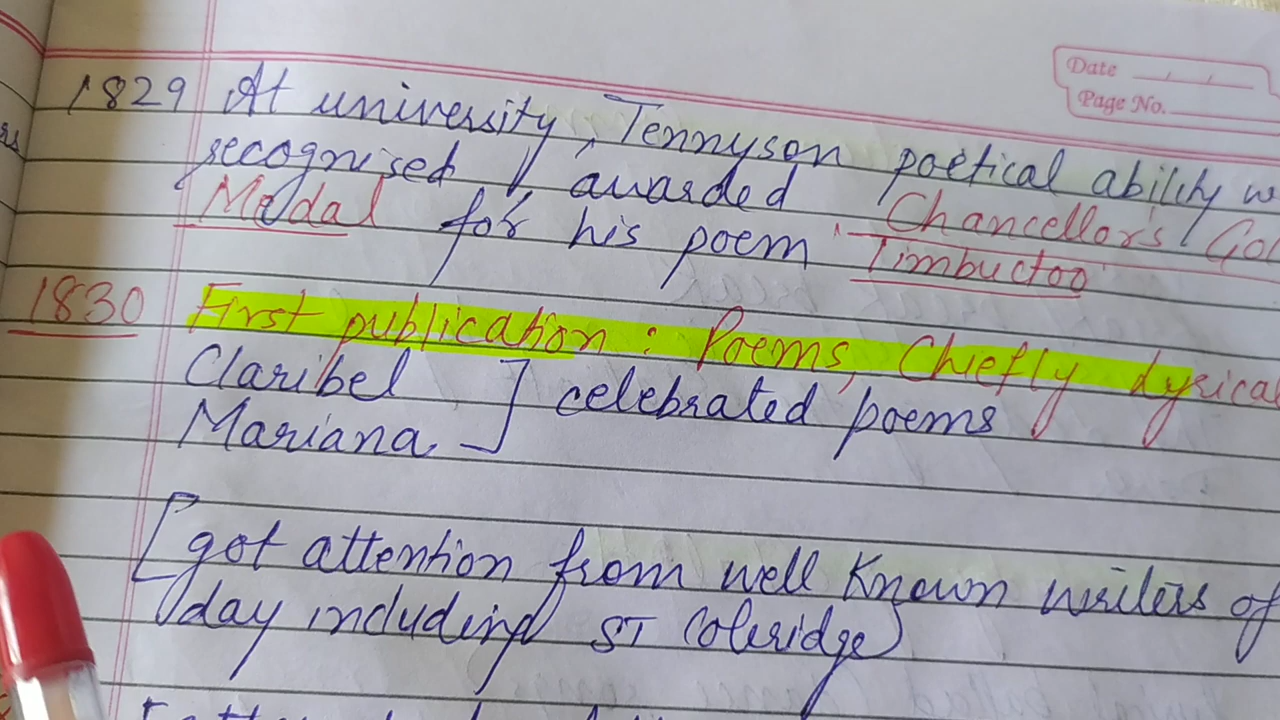 Date
Page No.
1829 At university, Tennyson poetical ability w
recognised & awarded Chancellor's Gol
Medal for his poem 'Timbuctoo'
1830 First publication : Poems, Chiefly Lyrical
Claribel
Mariana ] celebrated poems
[got attention from well known writers of
day including ST Coleridge]